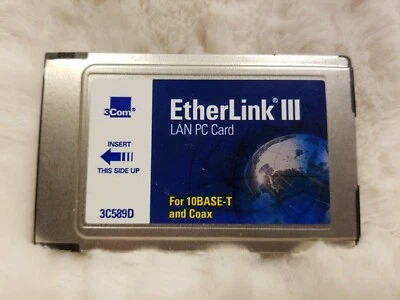 3Com®
EtherLink® III
LAN PC Card
INSERT
THIS SIDE UP
For 10BASE-T
and Coax
3C589D